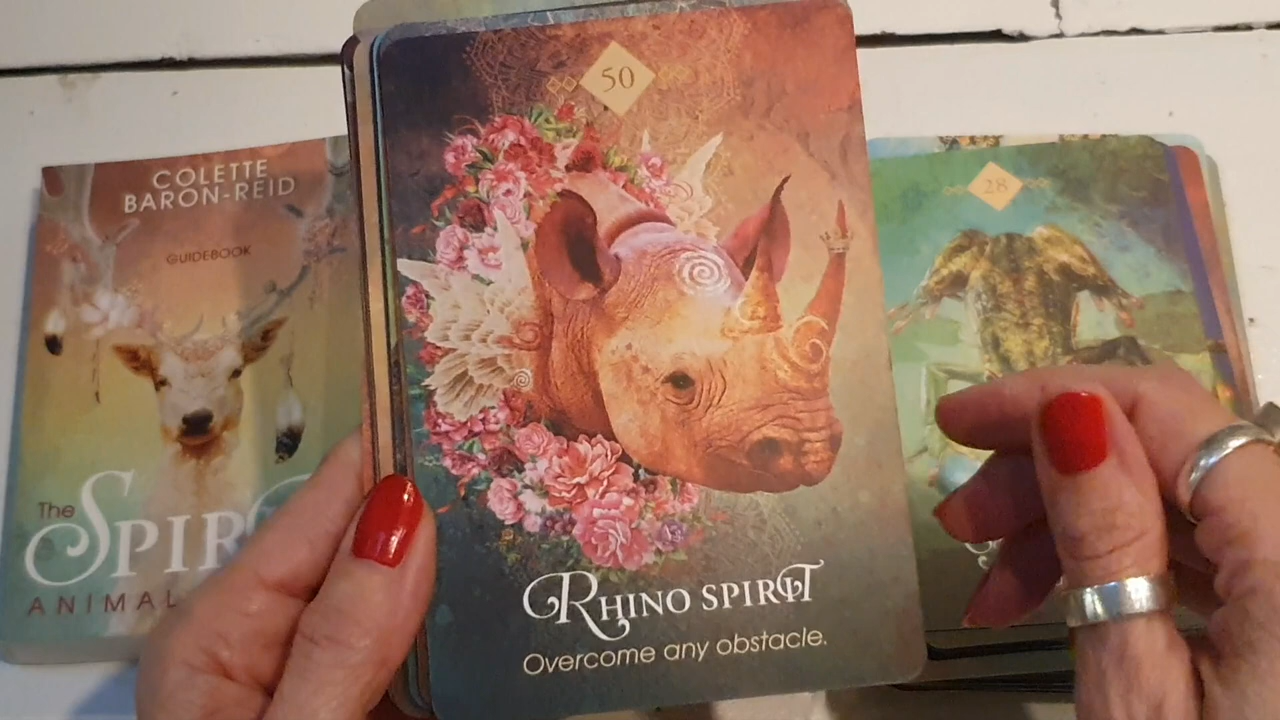 COLETTE
BARON-REID
GUIDEBOOK
The
SPIR
ANIMAL
50
RHINO SPIRIT
Overcome any obstacle.
28